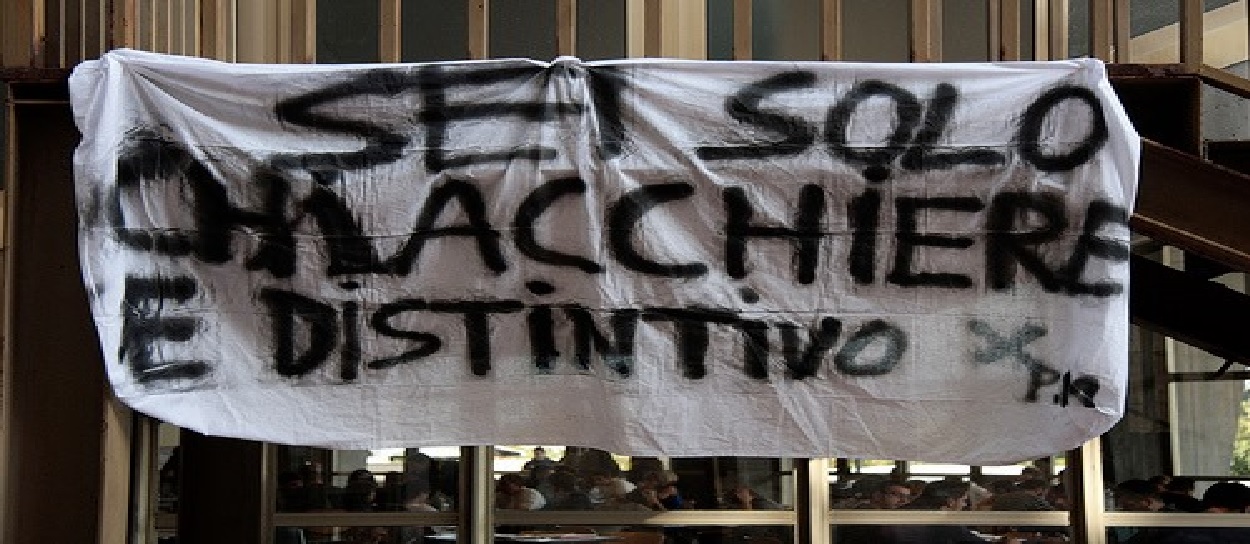 SEI SOLO
CHIACCHIERE
E DISTINTIVO